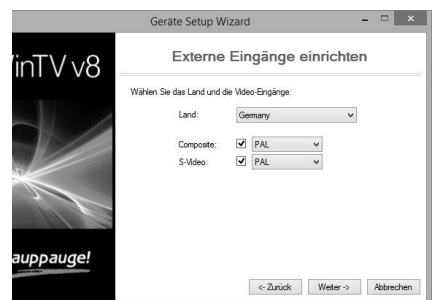 Geräte Setup Wizard
inTV v8
Externe Eingänge einrichten
Wählen Sie das Land und die Video-Eingänge:
Land: Germany
Composite: PAL
S-Video: PAL
auppauge!
<- Zurück Weiter -> Abbrechen